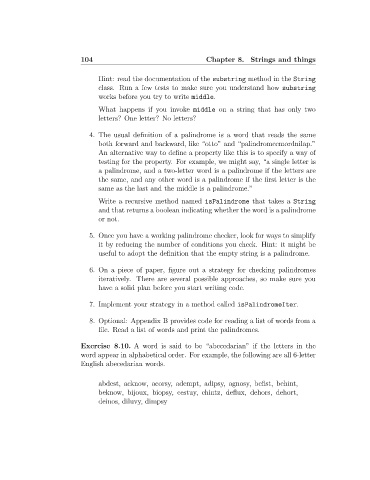 104 Chapter 8. Strings and things
Hint: read the documentation of the substring method in the String
class. Run a few tests to make sure you understand how substring
works before you try to write middle.
What happens if you invoke middle on a string that has only two
letters? One letter? No letters?
4. The usual definition of a palindrome is a word that reads the same
both forward and backward, like “otto” and “palindromeemordnilap.”
An alternative way to define a property like this is to specify a way of
testing for the property. For example, we might say, “a single letter is
a palindrome, and a two-letter word is a palindrome if the letters are
the same, and any other word is a palindrome if the first letter is the
same as the last and the middle is a palindrome.”
Write a recursive method named isPalindrome that takes a String
and that returns a boolean indicating whether the word is a palindrome
or not.
5. Once you have a working palindrome checker, look for ways to simplify
it by reducing the number of conditions you check. Hint: it might be
useful to adopt the definition that the empty string is a palindrome.
6. On a piece of paper, figure out a strategy for checking palindromes
iteratively. There are several possible approaches, so make sure you
have a solid plan before you start writing code.
7. Implement your strategy in a method called isPalindromeIter.
8. Optional: Appendix B provides code for reading a list of words from a
file. Read a list of words and print the palindromes.
Exercise 8.10. A word is said to be “abecedarian” if the letters in the
word appear in alphabetical order. For example, the following are all 6-letter
English abecedarian words.
abdest, acknow, acorsy, adempt, adipsy, agnosy, befist, behint,
beknow, bijoux, biopsy, cestuy, chintz, deflux, dehors, dehort,
deinos, diluvy, dimpsy